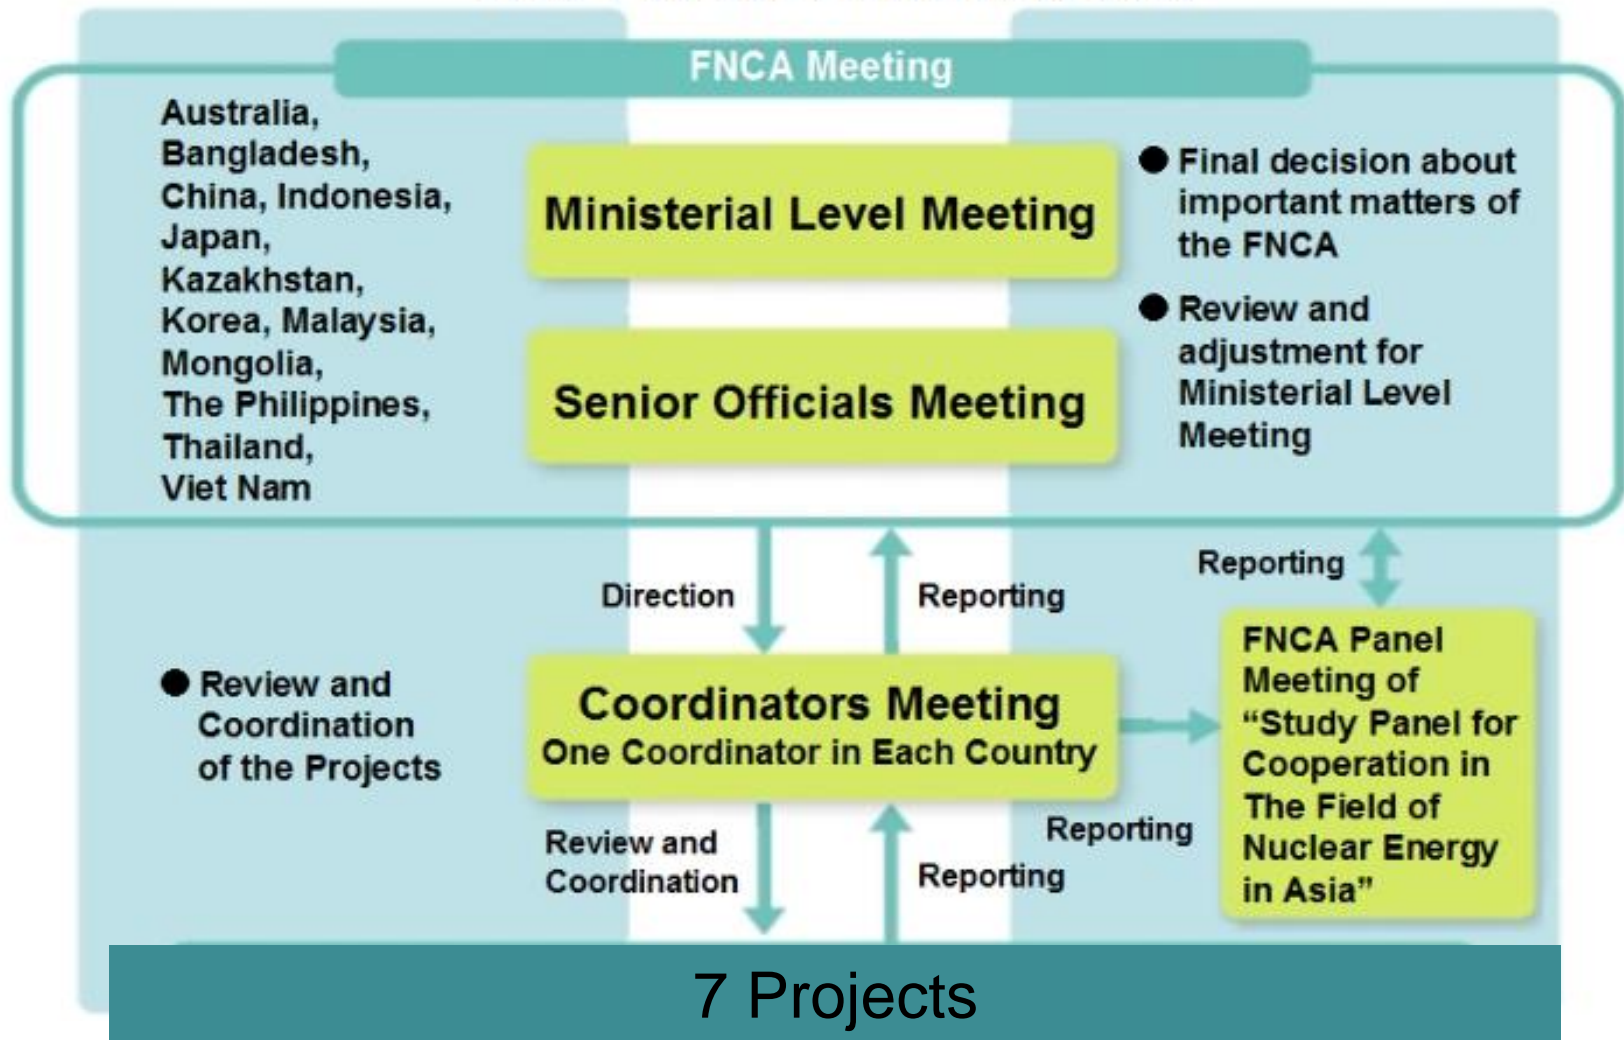 FNCA Meeting
Australia,
Bangladesh,
China, Indonesia,
Japan,
Kazakhstan,
Korea, Malaysia,
Mongolia,
The Philippines,
Thailand,
Viet Nam
Ministerial Level Meeting
Senior Officials Meeting
● Final decision about
important matters of
the FNCA
● Review and
adjustment for
Ministerial Level
Meeting
Direction
Reporting
Reporting
● Review and
Coordination
of the Projects
Coordinators Meeting
One Coordinator in Each Country
FNCA Panel
Meeting of
“Study Panel for
Cooperation in
The Field of
Nuclear Energy
in Asia”
Reporting
Review and
Coordination
Reporting
7 Projects